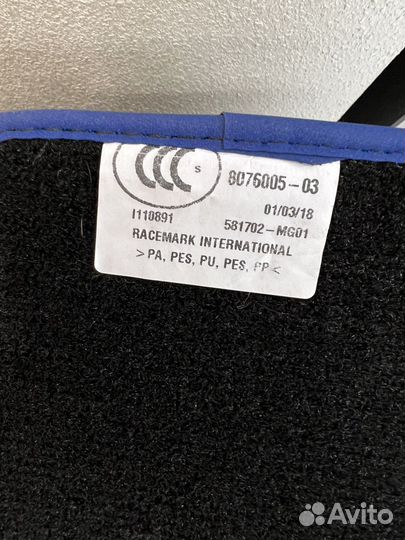 CCC S 8076005-03
01/03/18
I110891 581702-MG01
RACEMARK INTERNATIONAL
>PA, PES, PU, PES, PP<
Avito